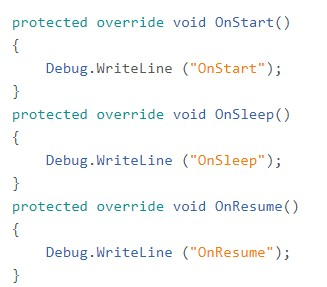 protected override void OnStart()
{
    Debug.WriteLine ("OnStart");
}
protected override void OnSleep()
{
    Debug.WriteLine ("OnSleep");
}
protected override void OnResume()
{
    Debug.WriteLine ("OnResume");
}